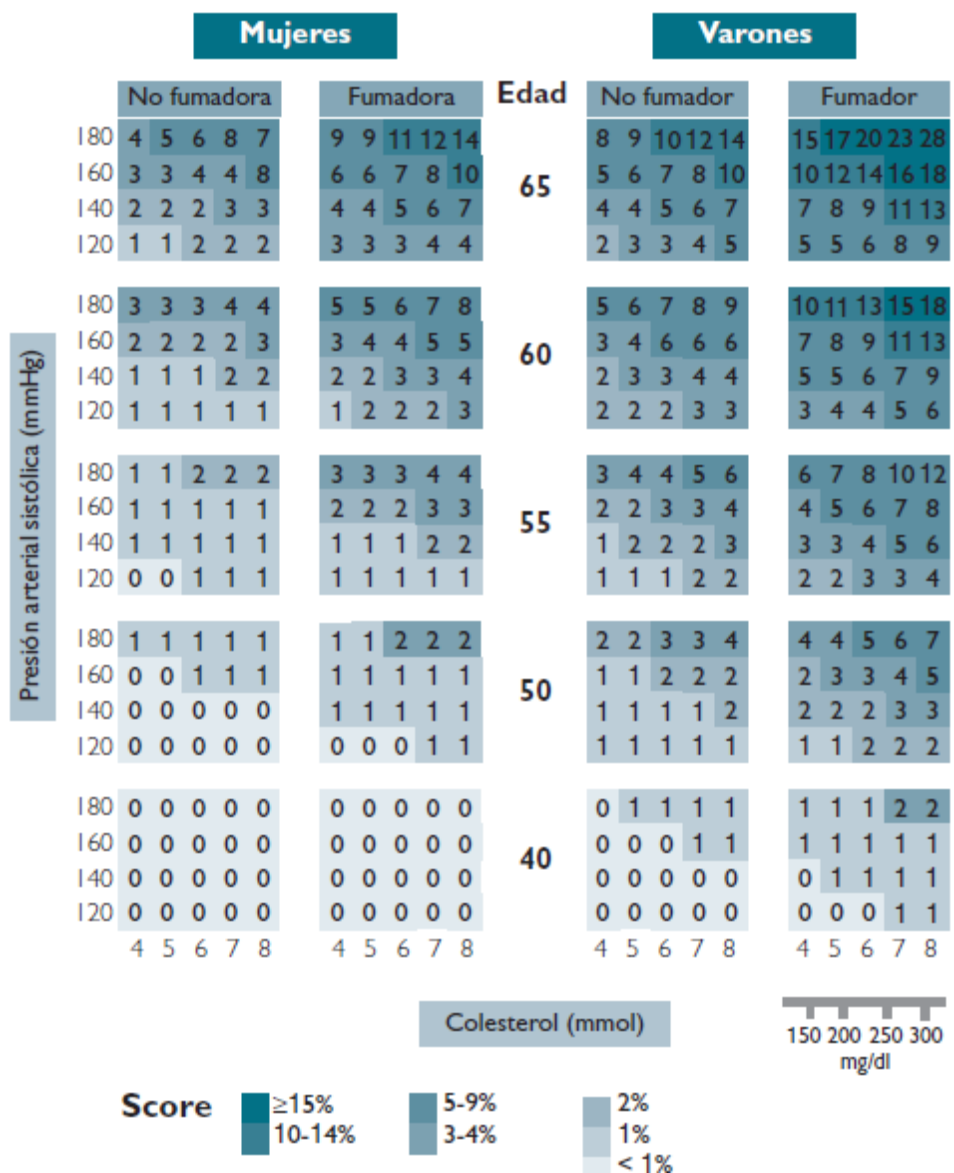 Mujeres Varones
No fumadora Fumadora Edad No fumador Fumador
180 4 5 6 8 7 9 9 11 12 14 8 9 10 12 14 15 17 20 23 28
160 3 3 4 4 8 6 6 7 8 10 5 6 7 8 10 10 12 14 16 18
65
140 2 2 2 3 3 4 4 5 6 7 4 4 5 6 7 7 8 9 11 13
120 1 1 2 2 2 3 3 3 4 4 2 3 3 4 5 5 5 6 8 9
180 3 3 3 4 4 5 5 6 7 8 5 6 7 8 9 10 11 13 15 18
160 2 2 2 2 3 3 4 4 5 5 3 4 6 6 6 7 8 9 11 13
60
140 1 1 1 2 2 2 2 3 3 4 2 3 3 4 4 5 5 6 7 9
120 1 1 1 1 1 1 2 2 2 3 2 2 2 3 3 3 4 4 5 6
Presión arterial sistólica (mmHg)
180 1 1 2 2 2 3 3 3 4 4 3 4 4 5 6 6 7 8 10 12
160 1 1 1 1 1 2 2 2 3 3 2 2 3 3 4 4 5 6 7 8
55
140 1 1 1 1 1 1 1 1 2 2 1 2 2 2 3 3 3 4 5 6
120 0 0 1 1 1 1 1 1 1 1 1 1 1 2 2 2 2 3 3 4
180 1 1 1 1 1 1 1 2 2 2 2 2 3 3 4 4 4 5 6 7
160 0 0 1 1 1 1 1 1 1 1 1 1 2 2 2 2 3 3 4 5
50
140 0 0 0 0 0 1 1 1 1 1 1 1 1 1 2 2 2 2 3 3
120 0 0 0 0 0 0 0 0 1 1 1 1 1 1 1 1 1 2 2 2
180 0 0 0 0 0 0 0 0 0 0 0 1 1 1 1 1 1 1 2 2
160 0 0 0 0 0 0 0 0 0 0 0 0 0 1 1 1 1 1 1 1
40
140 0 0 0 0 0 0 0 0 0 0 0 0 0 0 0 0 1 1 1 1
120 0 0 0 0 0 0 0 0 0 0 0 0 0 0 0 0 0 0 1 1
4 5 6 7 8 4 5 6 7 8 4 5 6 7 8 4 5 6 7 8
Colesterol (mmol)
150 200 250 300
mg/dl
Score ≥15% 5-9% 2%
10-14% 3-4% 1%
< 1%